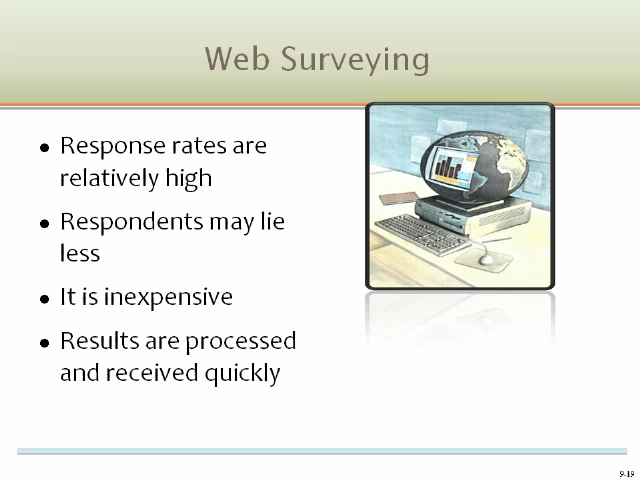 Web Surveying
• Response rates are
relatively high
• Respondents may lie
less
• It is inexpensive
• Results are processed
and received quickly
9-19